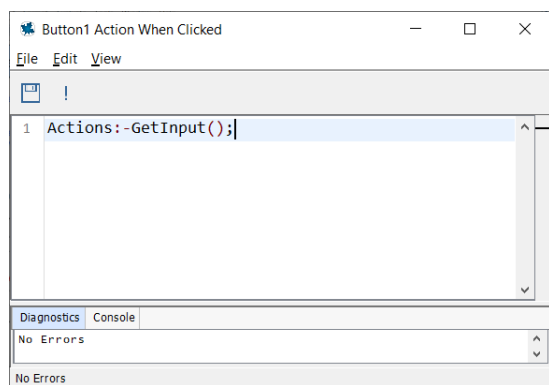 Button1 Action When Clicked
File Edit View
!
1 Actions:-GetInput();
Diagnostics Console
No Errors
No Errors